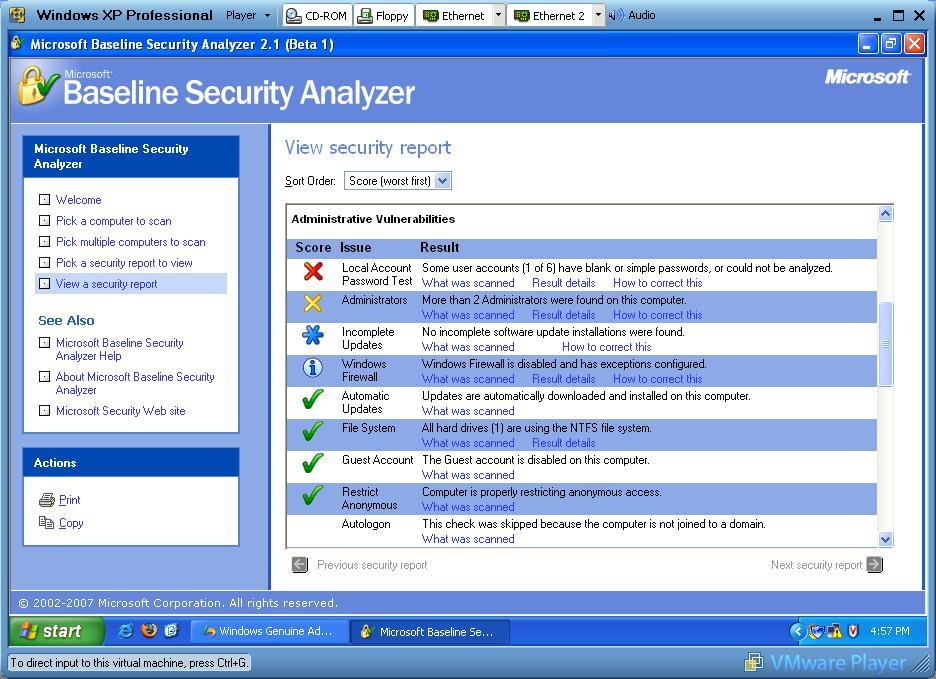 Windows XP Professional Player CD-ROM Floppy Ethernet Ethernet 2 Audio
Microsoft Baseline Security Analyzer 2.1 (Beta 1)
Microsoft
Baseline Security Analyzer
Microsoft
Microsoft Baseline Security
Analyzer
Welcome
Pick a computer to scan
Pick multiple computers to scan
Pick a security report to view
View a security report
See Also
Microsoft Baseline Security
Analyzer Help
About Microsoft Baseline Security
Analyzer
Microsoft Security Web site
Actions
Print
Copy
View security report
Sort Order: Score (worst first)
Administrative Vulnerabilities
Score Issue Result
Local Account
Password Test
Some user accounts (1 of 6) have blank or simple passwords, or could not be analyzed.
What was scanned Result details How to correct this
Administrators
More than 2 Administrators were found on this computer.
What was scanned Result details How to correct this
Incomplete
Updates
No incomplete software update installations were found.
What was scanned How to correct this
Windows
Firewall
Windows Firewall is disabled and has exceptions configured.
What was scanned Result details How to correct this
Automatic
Updates
Updates are automatically downloaded and installed on this computer.
What was scanned
File System
All hard drives (1) are using the NTFS file system.
What was scanned Result details
Guest Account
The Guest account is disabled on this computer.
What was scanned
Restrict
Anonymous
Computer is properly restricting anonymous access.
What was scanned
Autologon
This check was skipped because the computer is not joined to a domain.
What was scanned
Previous security report
Next security report
© 2002-2007 Microsoft Corporation. All rights reserved.
start Windows Genuine Ad... Microsoft Baseline Se... 4:57 PM
To direct input to this virtual machine, press Ctrl+G.
VMware Player